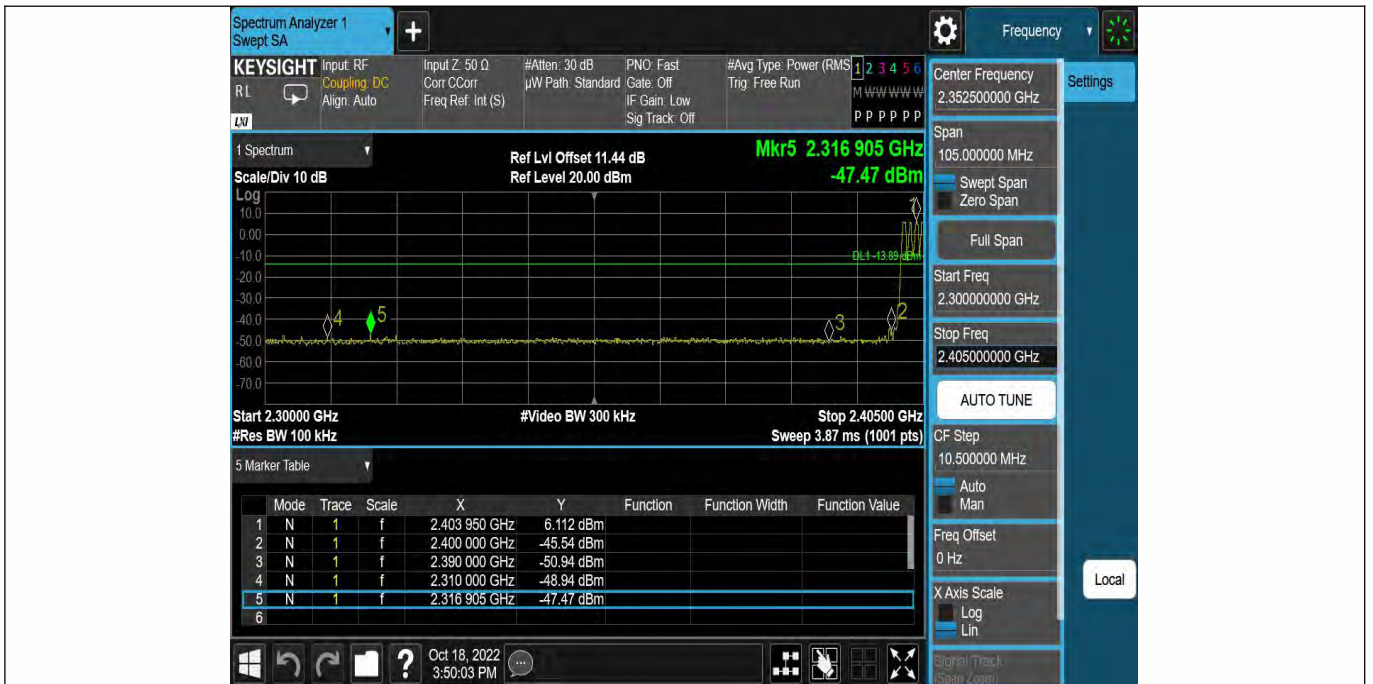 Spectrum Analyzer 1
Swept SA
+
Frequency
KEYSIGHT
RL
LXI
Input: RF
Coupling: DC
Align: Auto
Input Z: 50 Ω
Corr CCorr
Freq Ref: Int (S)
#Atten: 30 dB
µW Path: Standard
PNO: Fast
Gate: Off
IF Gain: Low
Sig Track: Off
#Avg Type: Power (RMS
Trig: Free Run
1 2 3 4 5 6
M W W W W W
P P P P P P
1 Spectrum
Scale/Div 10 dB
Ref Lvl Offset 11.44 dB
Ref Level 20.00 dBm
Mkr5 2.316 905 GHz
-47.47 dBm
Log
10.0
0.00
-10.0
-20.0
-30.0
-40.0
-50.0
-60.0
-70.0
DL1 -13.89 dBm
1
2
3
4
5
Start 2.30000 GHz
#Video BW 300 kHz
Stop 2.40500 GHz
#Res BW 100 kHz
Sweep 3.87 ms (1001 pts)
5 Marker Table
Mode Trace Scale X Y Function Function Width Function Value
1 N 1 f 2.403 950 GHz 6.112 dBm
2 N 1 f 2.400 000 GHz -45.54 dBm
3 N 1 f 2.390 000 GHz -50.94 dBm
4 N 1 f 2.310 000 GHz -48.94 dBm
5 N 1 f 2.316 905 GHz -47.47 dBm
6
?
Oct 18, 2022
3:50:03 PM
Center Frequency
2.352500000 GHz
Settings
Span
105.000000 MHz
Swept Span
Zero Span
Full Span
Start Freq
2.300000000 GHz
Stop Freq
2.405000000 GHz
AUTO TUNE
CF Step
10.500000 MHz
Auto
Man
Freq Offset
0 Hz
Local
X Axis Scale
Log
Lin
Signal Track
(Span Zoom)